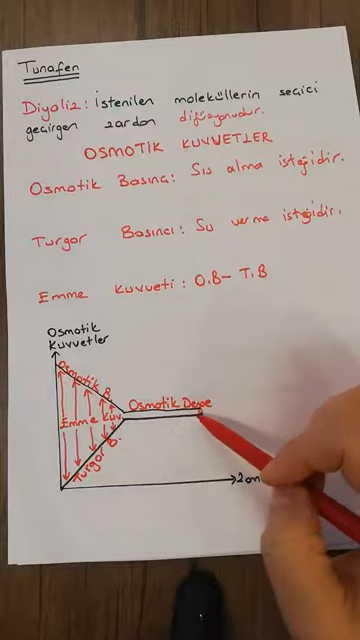 Tunafen
Diyaliz: İstenilen moleküllerin seçici
geçirgen zardan difüzyonudur.
OSMOTİK KUVVETLER
Osmotik Basınç: Su alma isteğidir.
Turgor Basıncı: Su verme isteğidir.
Emme Kuvveti: O.B- T.B
Osmotik
Kuvvetler
Osmotik B.
Emme Kuv.
Turgor B.
Osmotik Denge